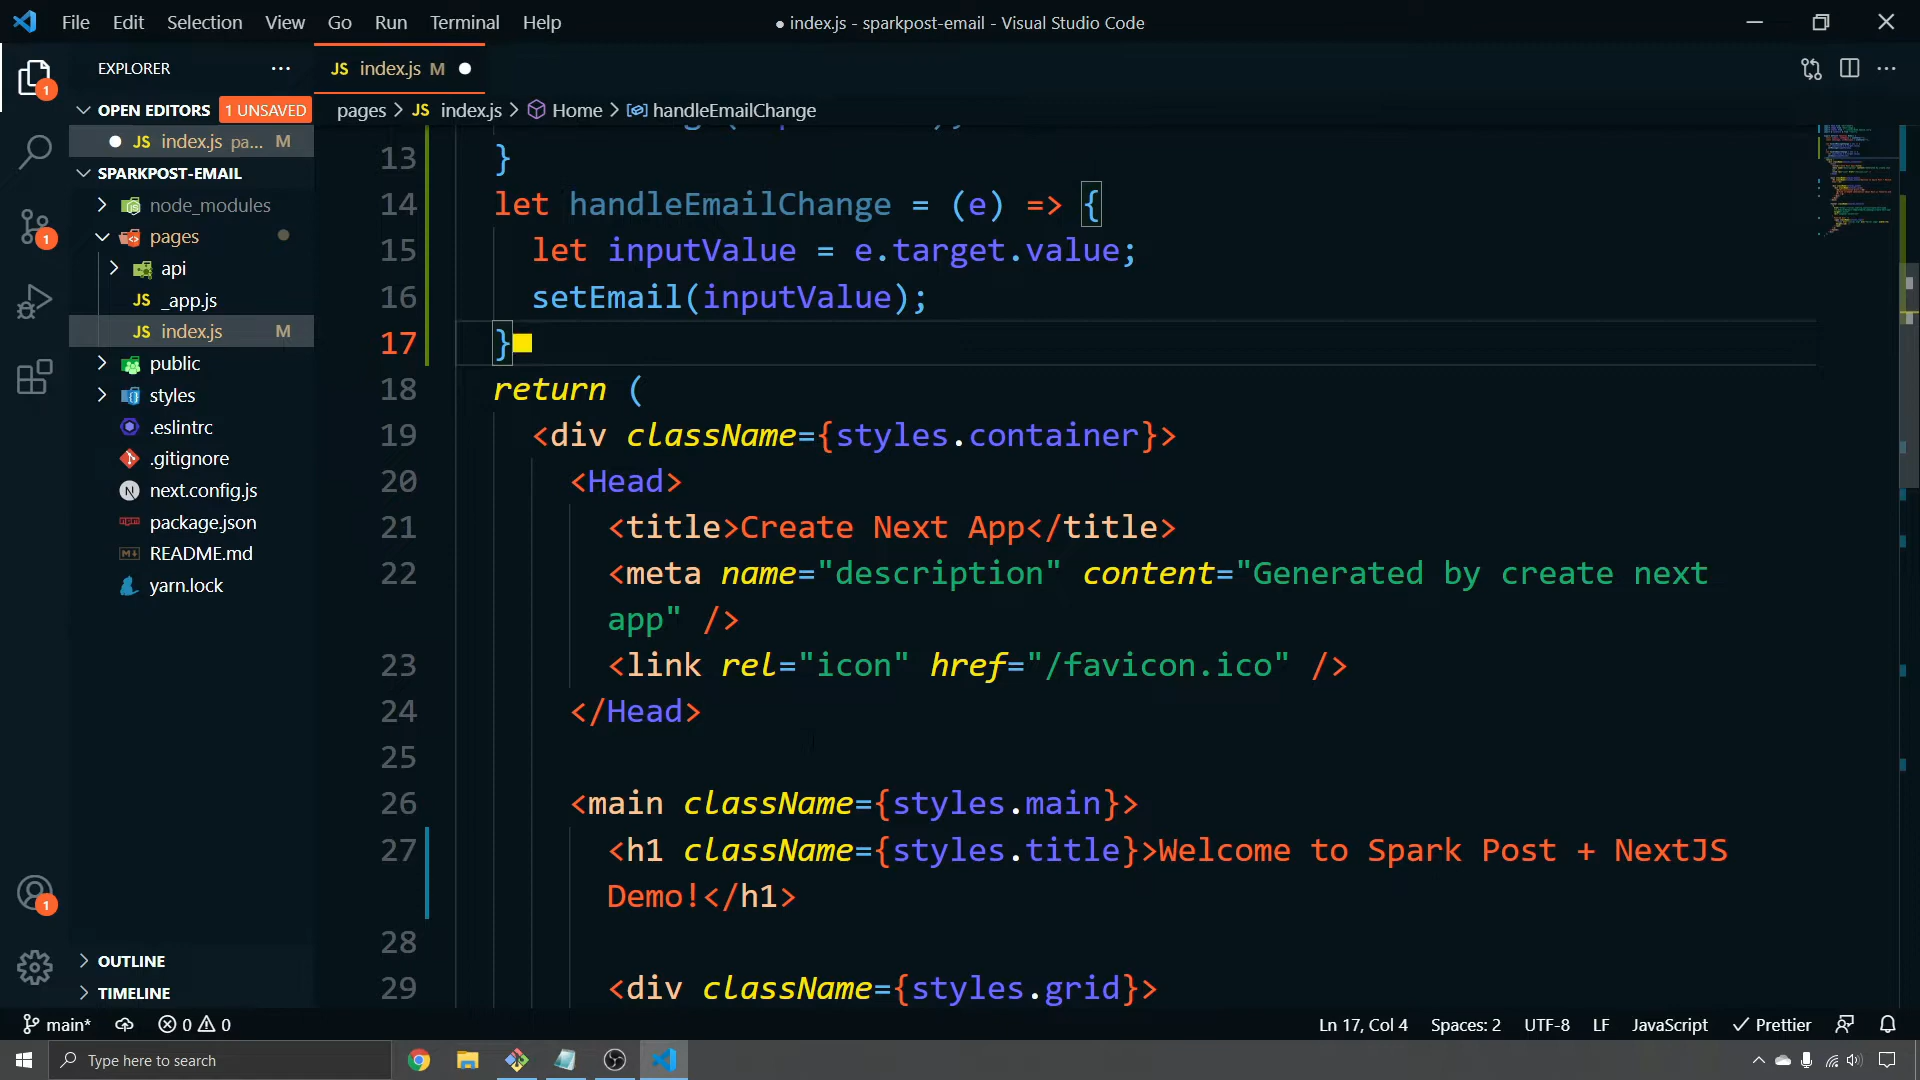 File Edit Selection View Go Run Terminal Help
● index.js - sparkpost-email - Visual Studio Code
EXPLORER ···
JS index.js M ●
OPEN EDITORS 1 UNSAVED
pages > JS index.js > Home > handleEmailChange
● JS index.js pa... M
SPARKPOST-EMAIL
node_modules
pages
api
JS _app.js
JS index.js M
public
styles
.eslintrc
.gitignore
N next.config.js
npm package.json
README.md
yarn.lock
OUTLINE
TIMELINE
13 }
14 let handleEmailChange = (e) => {
15 let inputValue = e.target.value;
16 setEmail(inputValue);
17 }
18 return (
19 <div className={styles.container}>
20 <Head>
21 <title>Create Next App</title>
22 <meta name="description" content="Generated by create next
app" />
23 <link rel="icon" href="/favicon.ico" />
24 </Head>
25
26 <main className={styles.main}>
27 <h1 className={styles.title}>Welcome to Spark Post + NextJS
Demo!</h1>
28
29 <div className={styles.grid}>
1
1
1
main* 0 0
Ln 17, Col 4 Spaces: 2 UTF-8 LF JavaScript Prettier
Type here to search